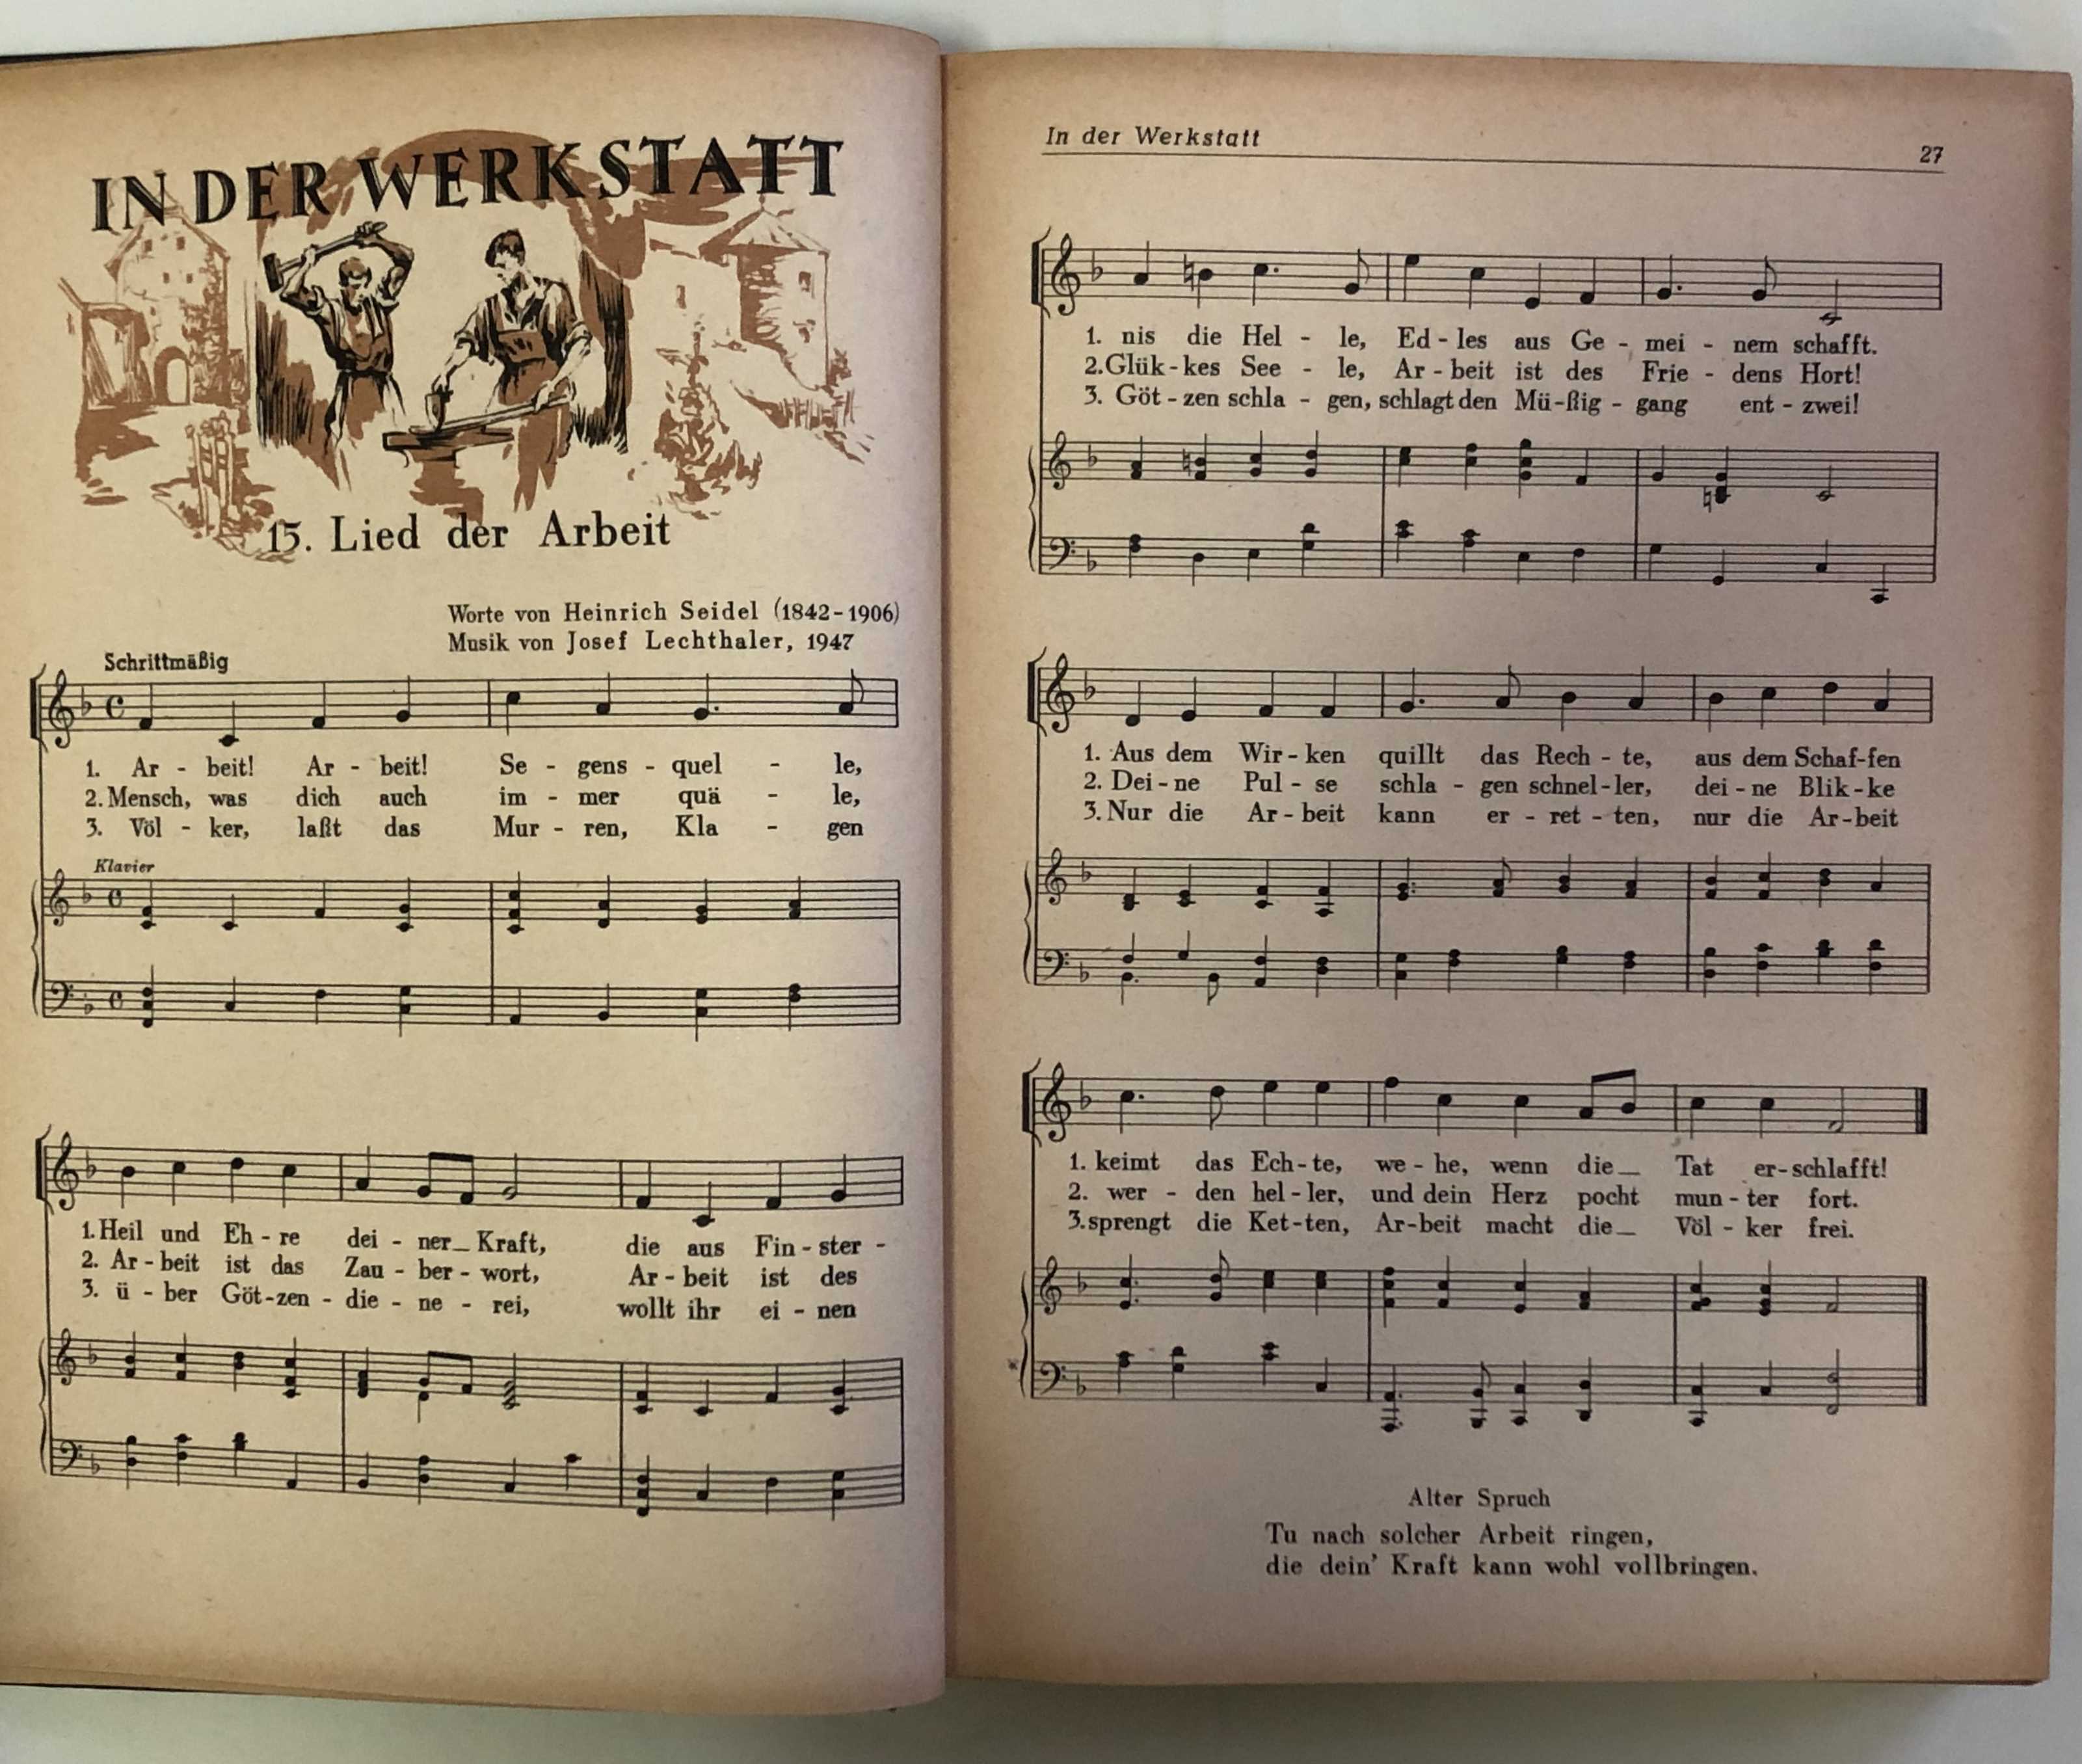 IN DER WERKSTATT
15. Lied der Arbeit
Worte von Heinrich Seidel (1842-1906)
Musik von Josef Lechthaler, 1947
Schrittmäßig
1. Ar - beit! Ar - beit! Se - gens - quel - le,
2. Mensch, was dich auch im - mer quä - le,
3. Völ - ker, laßt das Mur - ren, Kla - gen
Klavier
1. Heil und Eh - re dei - ner_ Kraft, die aus Fin - ster -
2. Ar - beit ist das Zau - ber - wort, Ar - beit ist des
3. ü - ber Göt-zen - die - ne - rei, wollt ihr ei - nen
In der Werkstatt
27
1. nis die Hel - le, Ed - les aus Ge - mei - nem schafft.
2. Glük - kes See - le, Ar - beit ist des Frie - dens Hort!
3. Göt - zen schla - gen, schlagt den Mü-ßig - gang ent - zwei!
1. Aus dem Wir - ken quillt das Rech - te, aus dem Schaf-fen
2. Dei - ne Pul - se schla - gen schnel-ler, dei - ne Blik - ke
3. Nur die Ar - beit kann er - ret - ten, nur die Ar-beit
1. keimt das Ech-te, we - he, wenn die_ Tat er-schlafft!
2. wer - den hel - ler, und dein Herz pocht mun - ter fort.
3. sprengt die Ket-ten, Ar-beit macht die_ Völ - ker frei.
Alter Spruch
Tu nach solcher Arbeit ringen,
die dein' Kraft kann wohl vollbringen.